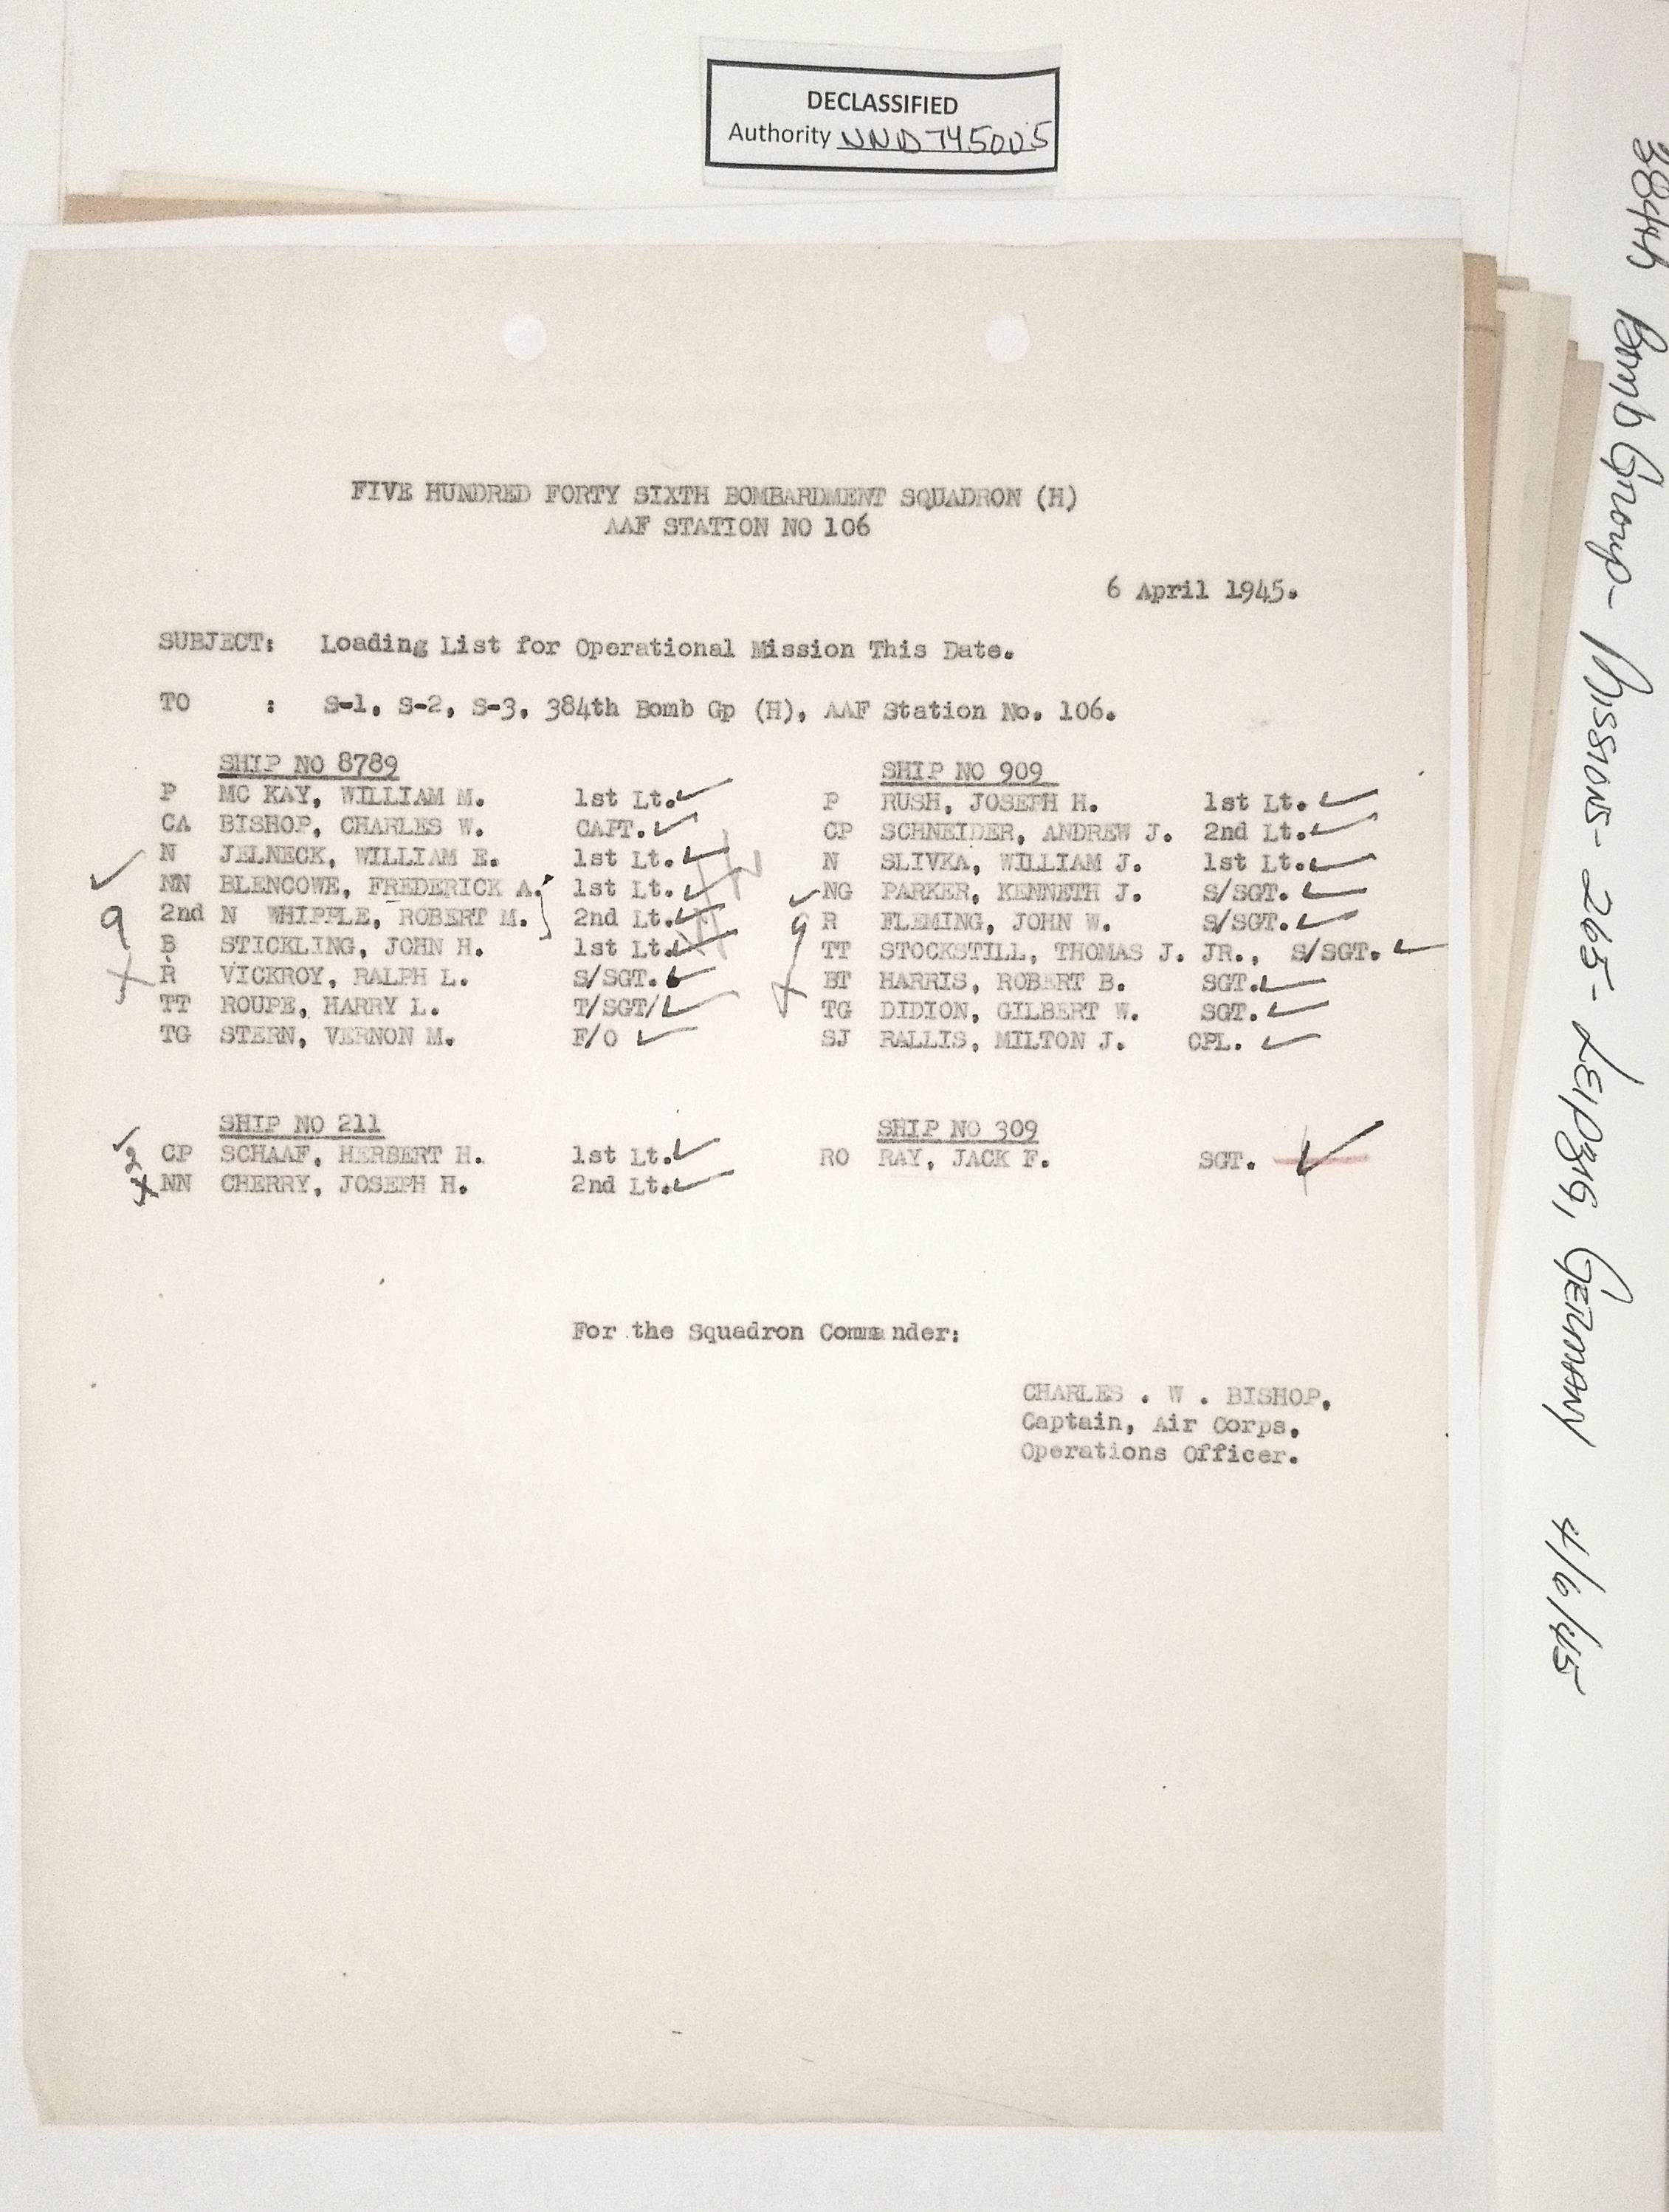 DECLASSIFIED
Authority NND 745005
FIVE HUNDRED FORTY SIXTH BOMBARDMENT SQUADRON (H)
AAF STATION NO 106
6 April 1945.
SUBJECT: Loading List for Operational Mission This Date.
TO : S-1, S-2, S-3, 384th Bomb Gp (H), AAF Station No. 106.
SHIP NO 8789
P MC KAY, WILLIAM M. 1st Lt. ✓
CA BISHOP, CHARLES W. CAPT. ✓
N JELNECK, WILLIAM E. 1st Lt. ✓
NN BLENCOWE, FREDERICK A. 1st Lt. ✓
2nd N WHIPPLE, ROBERT M. 2nd Lt. ✓
B STICKLING, JOHN H. 1st Lt. ✓
R VICKROY, RALPH L. S/SGT. ✓
TT ROUPE, HARRY L. T/SGT/ ✓
TG STERN, VERNON M. F/O ✓
✓
9
X
SHIP NO 909
P RUSH, JOSEPH H. 1st Lt. ✓
CP SCHNEIDER, ANDREW J. 2nd Lt. ✓
N SLIVKA, WILLIAM J. 1st Lt. ✓
✓ NG PARKER, KENNETH J. S/SGT. ✓
9 R FLEMING, JOHN W. S/SGT. ✓
TT STOCKSTILL, THOMAS J. JR., S/SGT. ✓
X BT HARRIS, ROBERT B. SGT. ✓
TG DIDION, GILBERT W. SGT. ✓
SJ RALLIS, MILTON J. CPL. ✓
SHIP NO 211
CP SCHAAF, HERBERT H. 1st Lt. ✓
X NN CHERRY, JOSEPH H. 2nd Lt. ✓
SHIP NO 309
RO RAY, JACK F. SGT. ✓
For the Squadron Commander:
CHARLES . W . BISHOP,
Captain, Air Corps,
Operations Officer.
384th Bomb Group - Missions - 265 - Leipzig, Germany 4/6/45